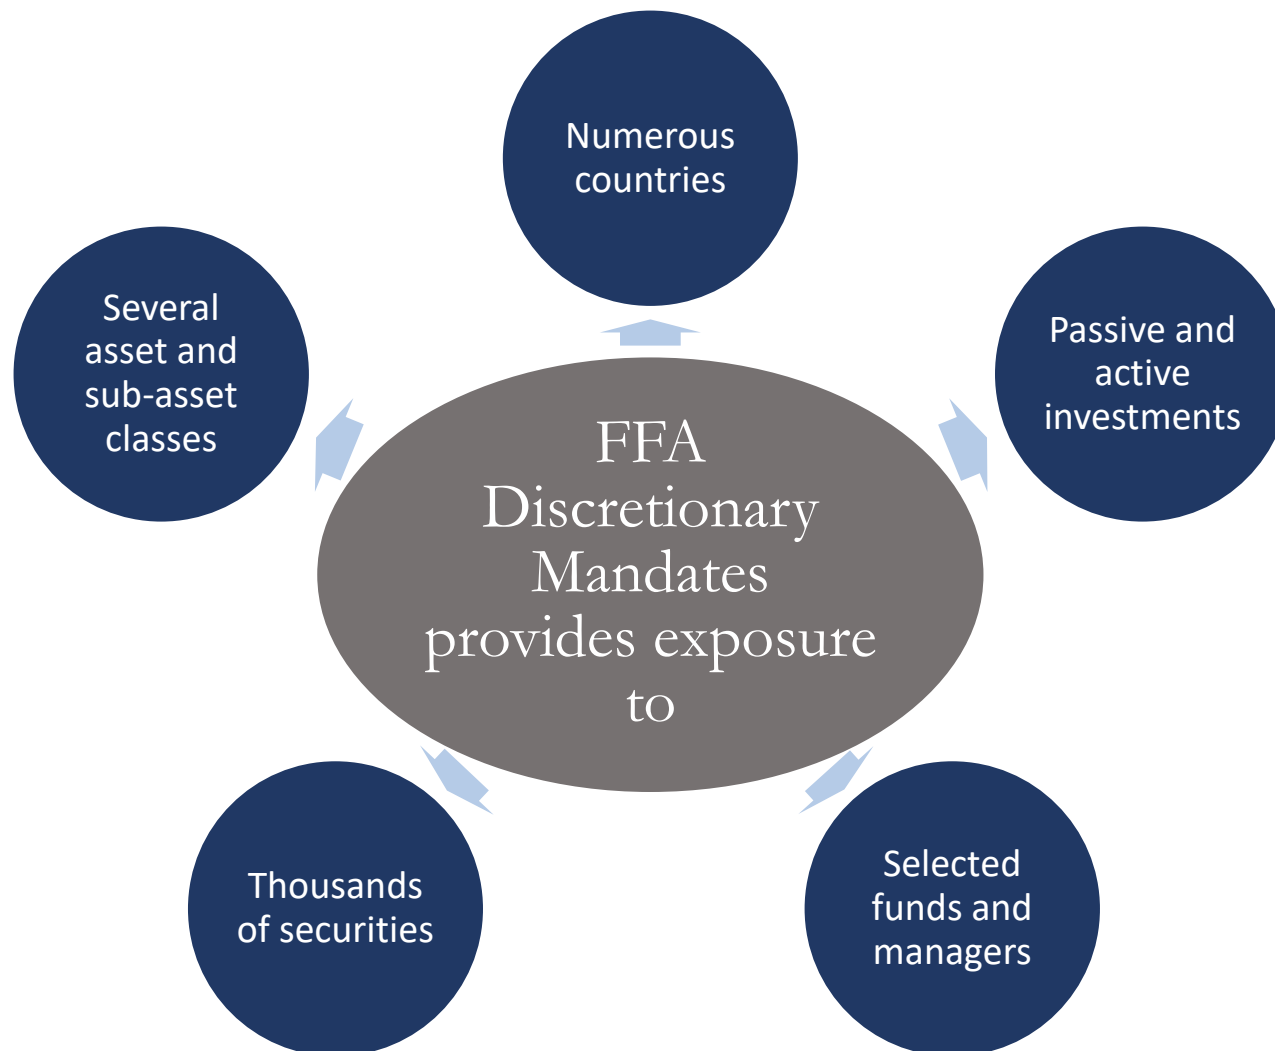 Numerous
countries
Several
asset and
sub-asset
classes
Passive and
active
investments
FFA
Discretionary
Mandates
provides exposure
to
Thousands
of securities
Selected
funds and
managers